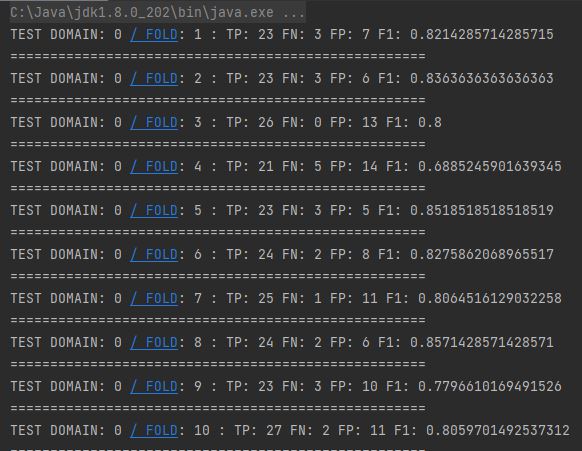 C:\Java\jdk1.8.0_202\bin\java.exe ...
TEST DOMAIN: 0 / FOLD: 1 : TP: 23 FN: 3 FP: 7 F1: 0.8214285714285715
====================================================
TEST DOMAIN: 0 / FOLD: 2 : TP: 23 FN: 3 FP: 6 F1: 0.8363636363636363
====================================================
TEST DOMAIN: 0 / FOLD: 3 : TP: 26 FN: 0 FP: 13 F1: 0.8
====================================================
TEST DOMAIN: 0 / FOLD: 4 : TP: 21 FN: 5 FP: 14 F1: 0.6885245901639345
====================================================
TEST DOMAIN: 0 / FOLD: 5 : TP: 23 FN: 3 FP: 5 F1: 0.8518518518518519
====================================================
TEST DOMAIN: 0 / FOLD: 6 : TP: 24 FN: 2 FP: 8 F1: 0.8275862068965517
====================================================
TEST DOMAIN: 0 / FOLD: 7 : TP: 25 FN: 1 FP: 11 F1: 0.8064516129032258
====================================================
TEST DOMAIN: 0 / FOLD: 8 : TP: 24 FN: 2 FP: 6 F1: 0.8571428571428571
====================================================
TEST DOMAIN: 0 / FOLD: 9 : TP: 23 FN: 3 FP: 10 F1: 0.7796610169491526
====================================================
TEST DOMAIN: 0 / FOLD: 10 : TP: 27 FN: 2 FP: 11 F1: 0.8059701492537312
====================================================